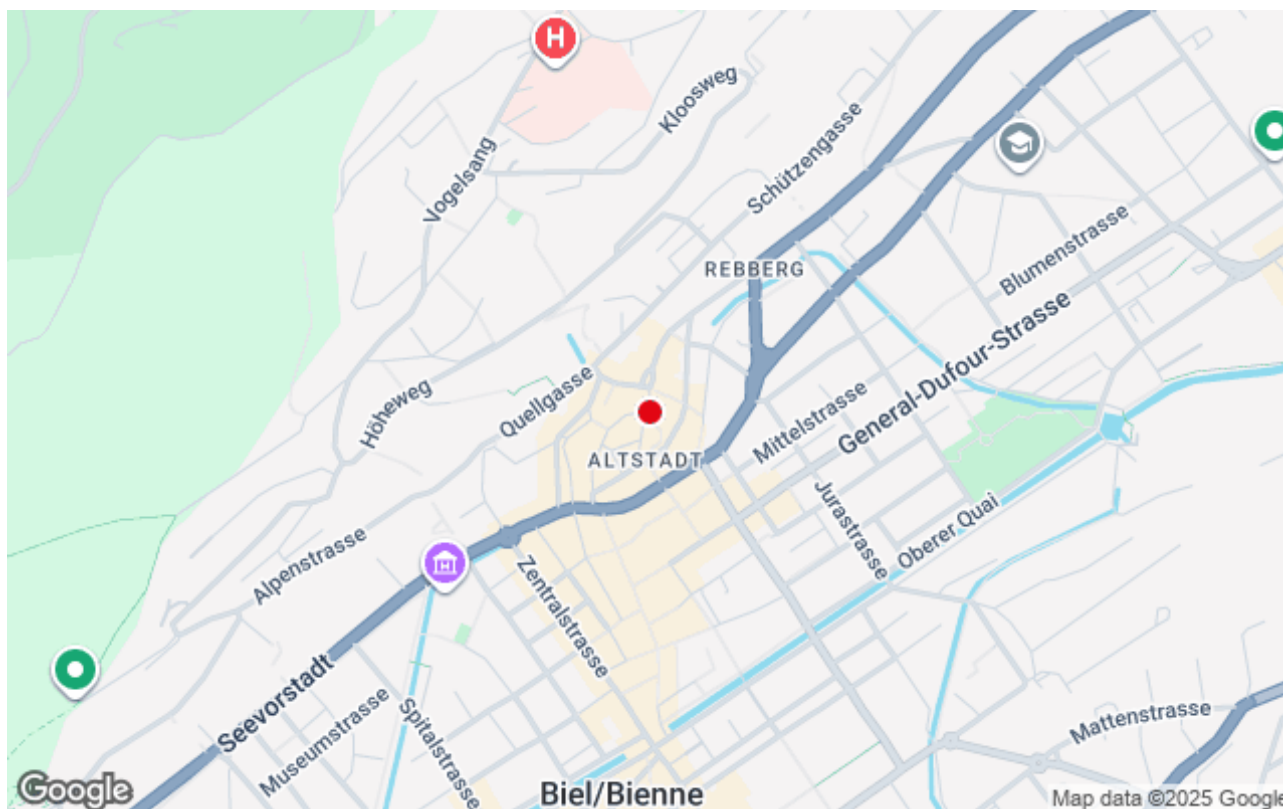 H
Kloosweg
Vogelsang
Schützengasse
REBBERG
Blumenstrasse
General-Dufour-Strasse
Höheweg
Quellgasse
Mittelstrasse
ALTSTADT
Jurastrasse
Oberer Quai
Alpenstrasse
H
Zentralstrasse
Seevorstadt
Museumstrasse
Spitalstrasse
Mattenstrasse
Biel/Bienne
Google
Map data ©2025 Google